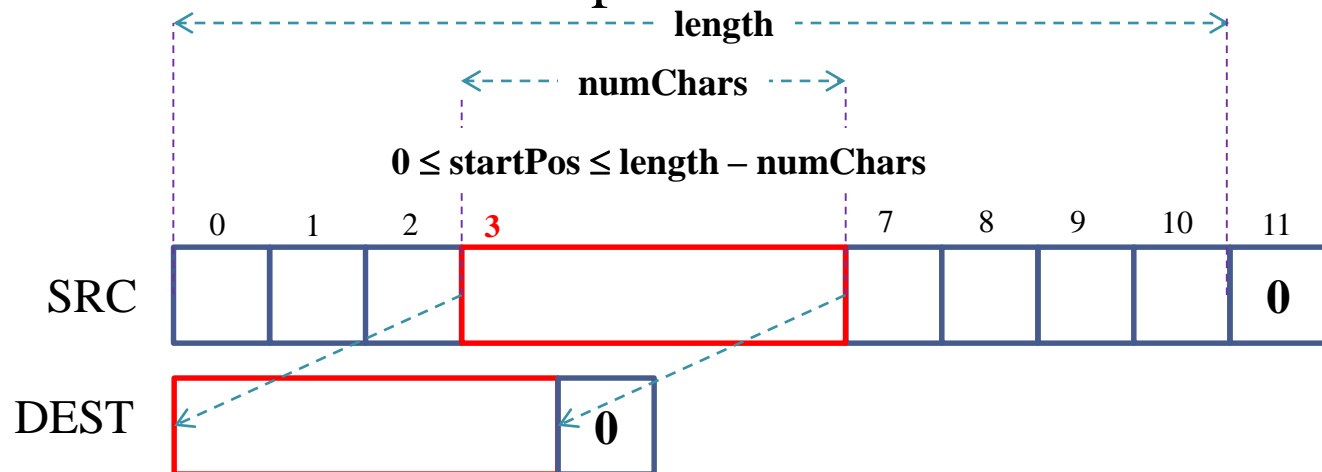 length
numChars
0 ≤ startPos ≤ length – numChars
0 1 2 3 7 8 9 10 11
SRC 0
DEST 0